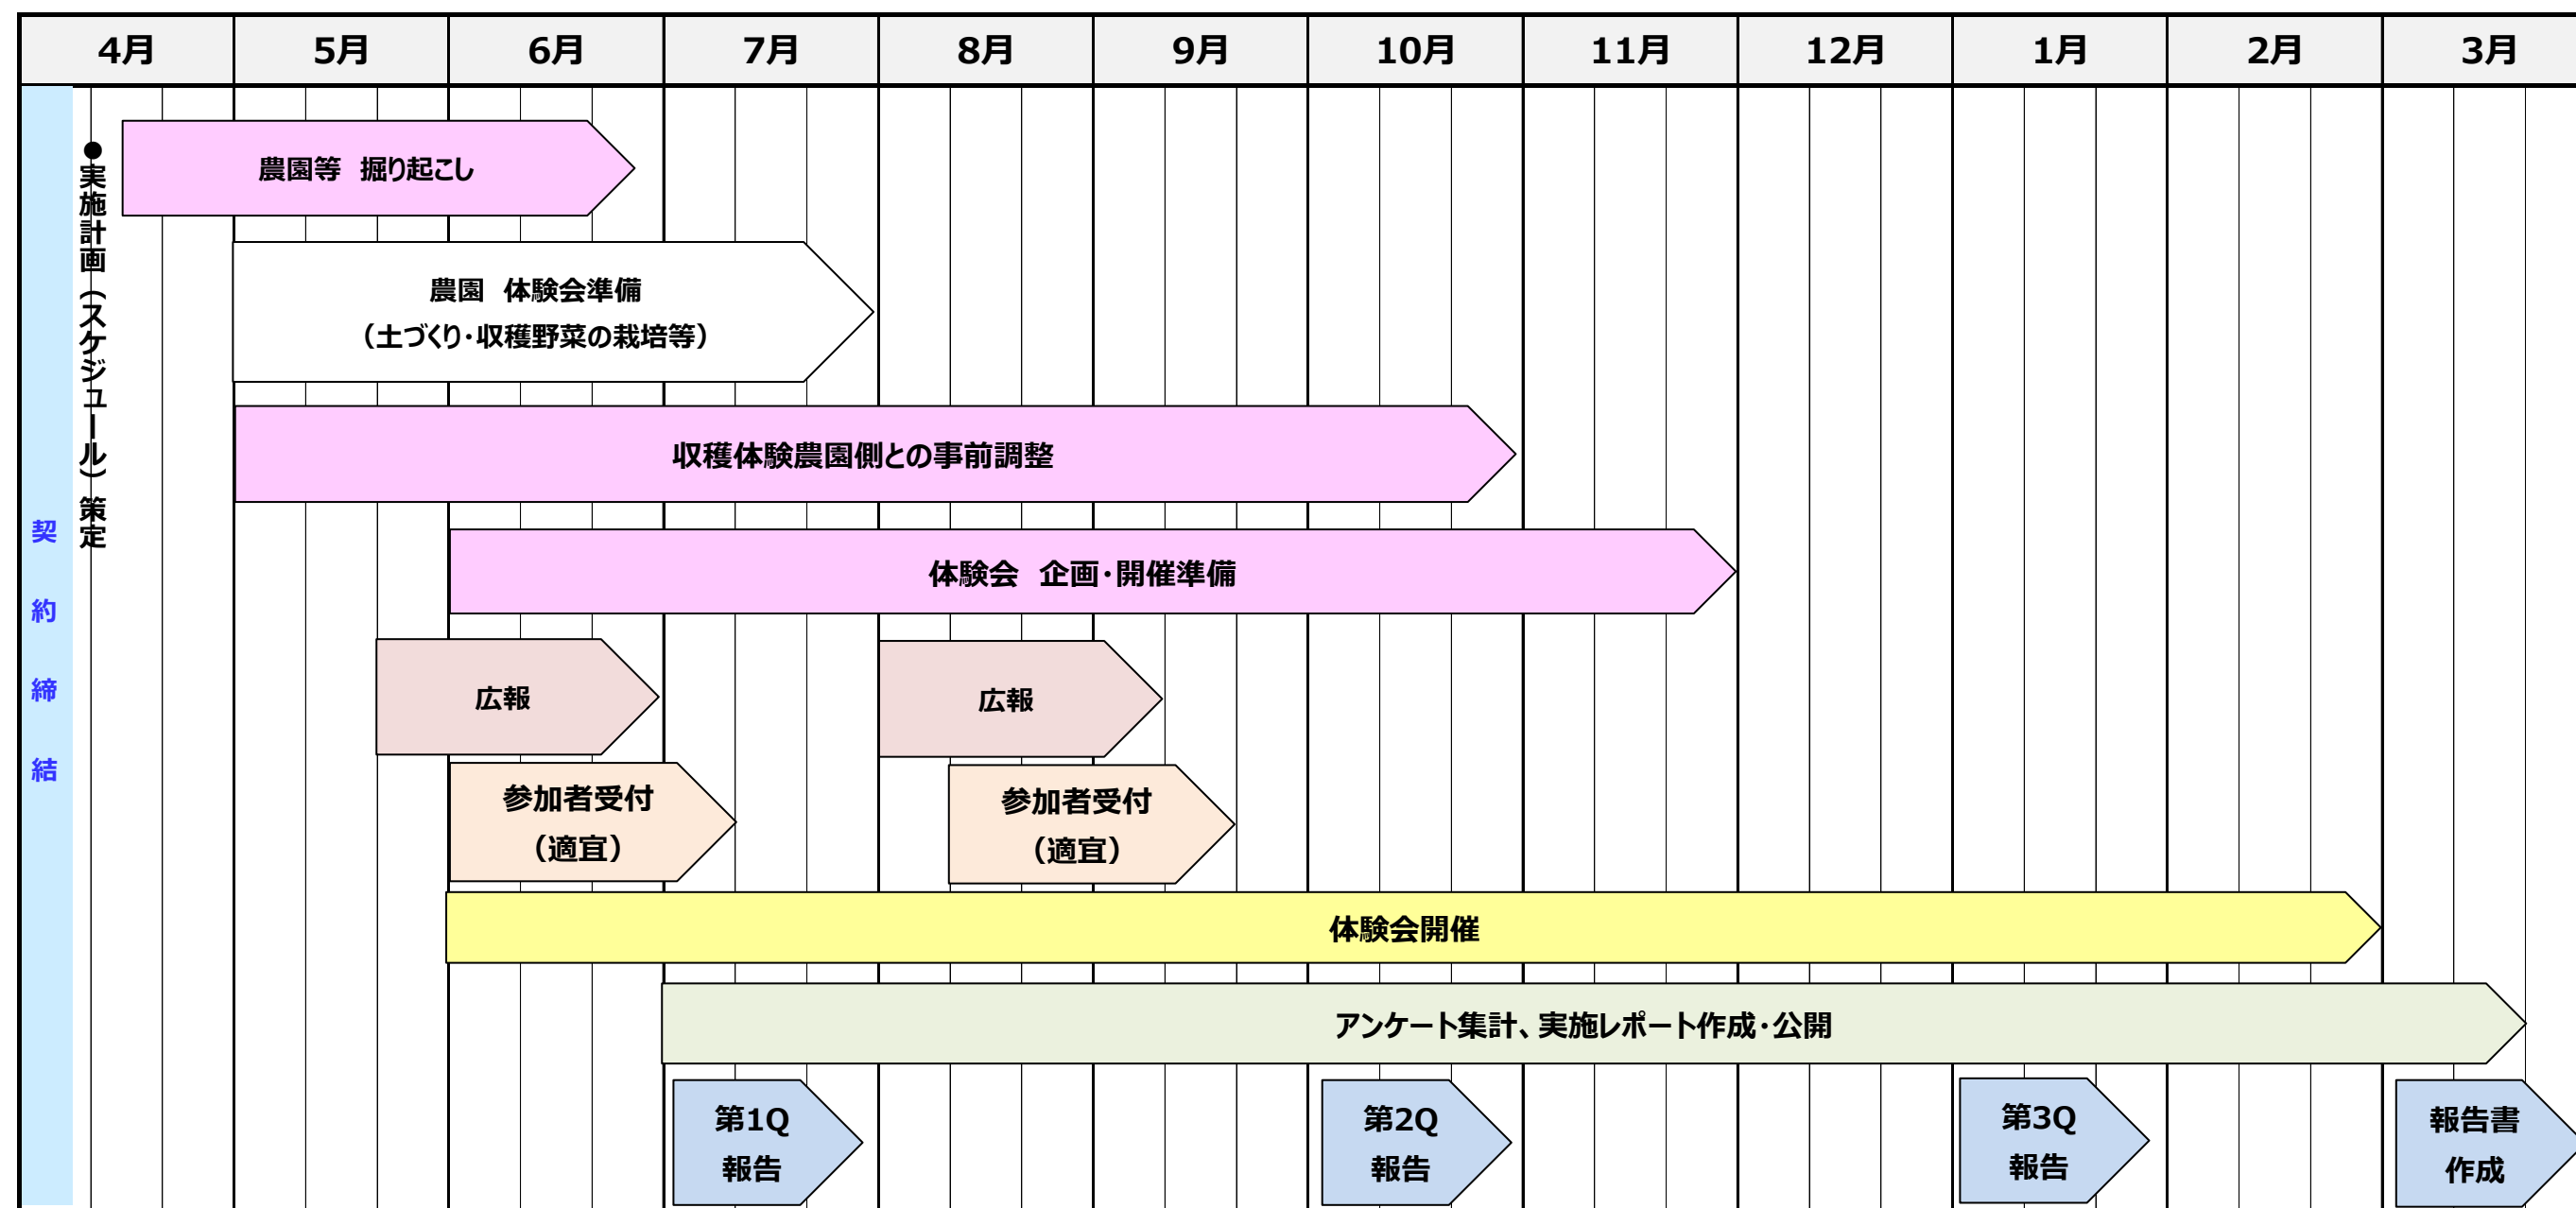 4月
5月
6月
7月
8月
9月
10月
11月
12月
1月
2月
3月
契約締結
●実施計画（スケジュール）策定
農園等　掘り起こし
農園　体験会準備
（土づくり・収穫野菜の栽培等）
収穫体験農園側との事前調整
体験会　企画・開催準備
広報
広報
参加者受付
（適宜）
参加者受付
（適宜）
体験会開催
アンケート集計、実施レポート作成・公開
第1Q
報告
第2Q
報告
第3Q
報告
報告書
作成